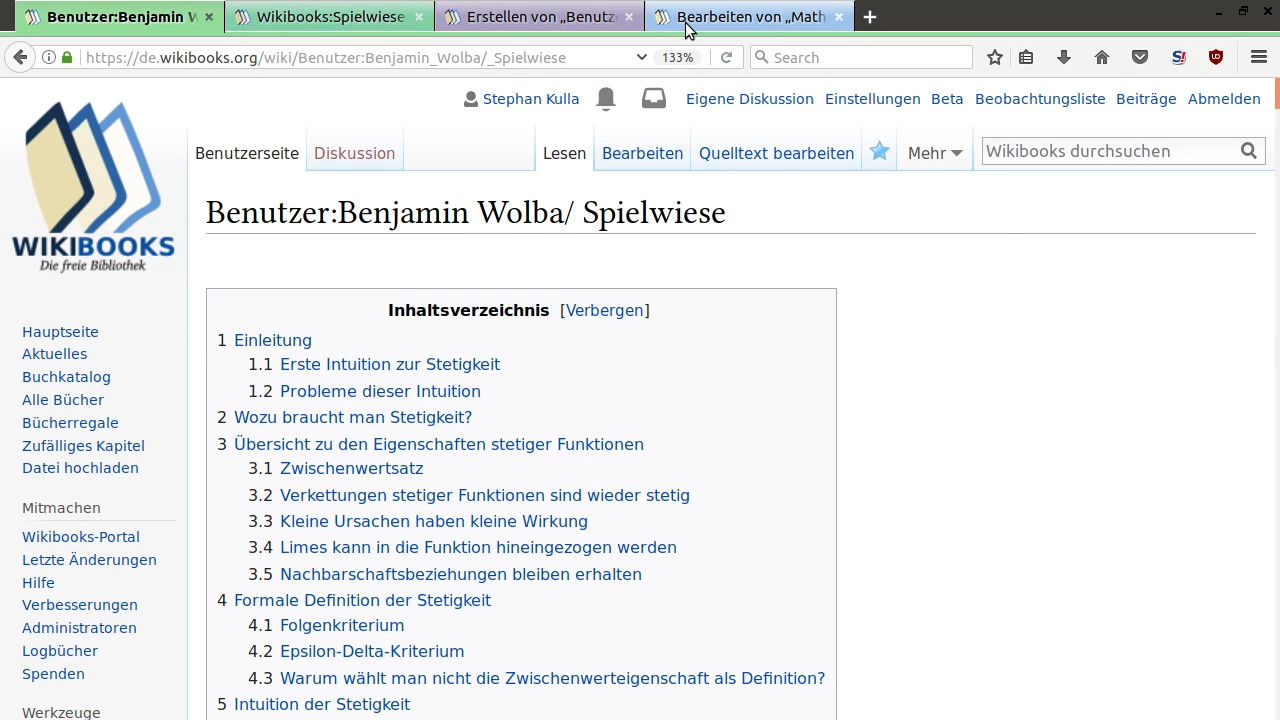 Benutzer:Benjamin W
Wikibooks:Spielwiese
Erstellen von „Benutz
Bearbeiten von „Math
https://de.wikibooks.org/wiki/Benutzer:Benjamin_Wolba/_Spielwiese
133%
Search
Stephan Kulla
Eigene Diskussion
Einstellungen
Beta
Beobachtungsliste
Beiträge
Abmelden
Benutzerseite
Diskussion
Lesen
Bearbeiten
Quelltext bearbeiten
Mehr
Wikibooks durchsuchen
WIKIBOOKS
Die freie Bibliothek
Hauptseite
Aktuelles
Buchkatalog
Alle Bücher
Bücherregale
Zufälliges Kapitel
Datei hochladen
Mitmachen
Wikibooks-Portal
Letzte Änderungen
Hilfe
Verbesserungen
Administratoren
Logbücher
Spenden
Werkzeuge
Benutzer:Benjamin Wolba/ Spielwiese
Inhaltsverzeichnis [Verbergen]
1 Einleitung
1.1 Erste Intuition zur Stetigkeit
1.2 Probleme dieser Intuition
2 Wozu braucht man Stetigkeit?
3 Übersicht zu den Eigenschaften stetiger Funktionen
3.1 Zwischenwertsatz
3.2 Verkettungen stetiger Funktionen sind wieder stetig
3.3 Kleine Ursachen haben kleine Wirkung
3.4 Limes kann in die Funktion hineingezogen werden
3.5 Nachbarschaftsbeziehungen bleiben erhalten
4 Formale Definition der Stetigkeit
4.1 Folgenkriterium
4.2 Epsilon-Delta-Kriterium
4.3 Warum wählt man nicht die Zwischenwerteigenschaft als Definition?
5 Intuition der Stetigkeit